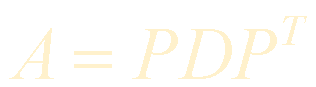 A = PDP^T